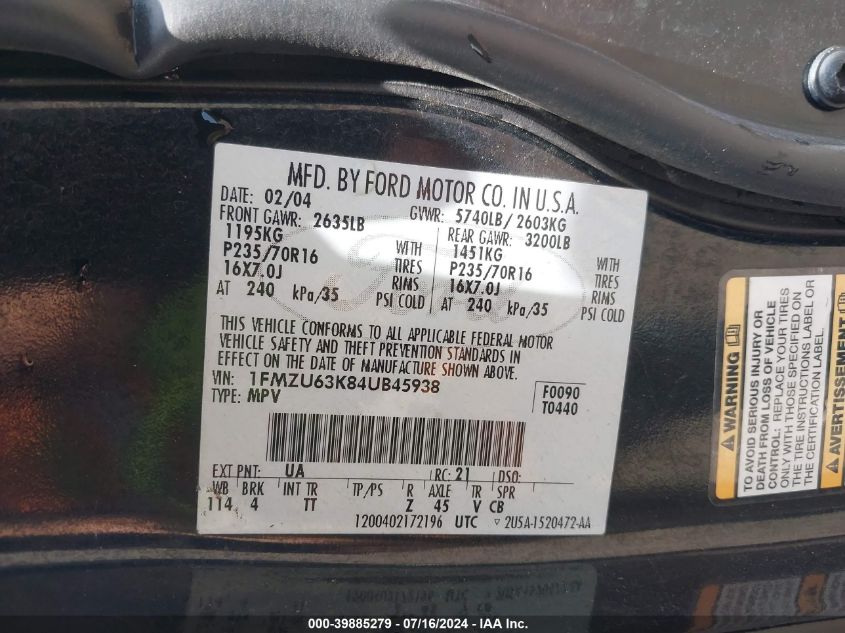 MFD. BY FORD MOTOR CO. IN U.S.A.
DATE: 02/04 GVWR: 5740LB/ 2603KG
FRONT GAWR: 2635LB REAR GAWR: 3200LB
1195KG WITH 1451KG WITH
P235/70R16 TIRES P235/70R16 TIRES
16X7.0J RIMS 16X7.0J RIMS
AT 240 kPa/35 PSI COLD AT 240 kPa/35 PSI COLD
THIS VEHICLE CONFORMS TO ALL APPLICABLE FEDERAL MOTOR
VEHICLE SAFETY AND THEFT PREVENTION STANDARDS IN
EFFECT ON THE DATE OF MANUFACTURE SHOWN ABOVE.
VIN: 1FMZU63K84UB45938 F0090
TYPE: MPV T0440
EXT PNT: UA RC: 21 DSO:
WB BRK INT TR TP/PS R AXLE TR SPR
114 4 TT Z 45 V CB
1200402172196 UTC ▽ 2U5A-1520472-AA
WARNING
TO AVOID SERIOUS INJURY OR
DEATH FROM LOSS OF VEHICLE
CONTROL: REPLACE YOUR TIRES
ONLY WITH THOSE SPECIFIED ON
THE TIRE INSTRUCTIONS LABEL OR
THE CERTIFICATION LABEL.
AVERTISSEMENT
000-39885279 - 07/16/2024 - IAA Inc.